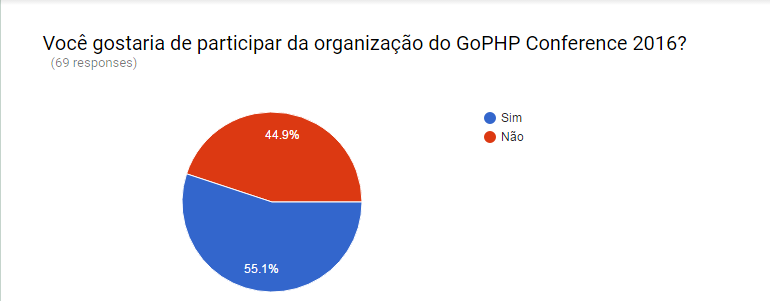 Você gostaria de participar da organização do GoPHP Conference 2016?
(69 responses)
44.9%
55.1%
Sim
Não